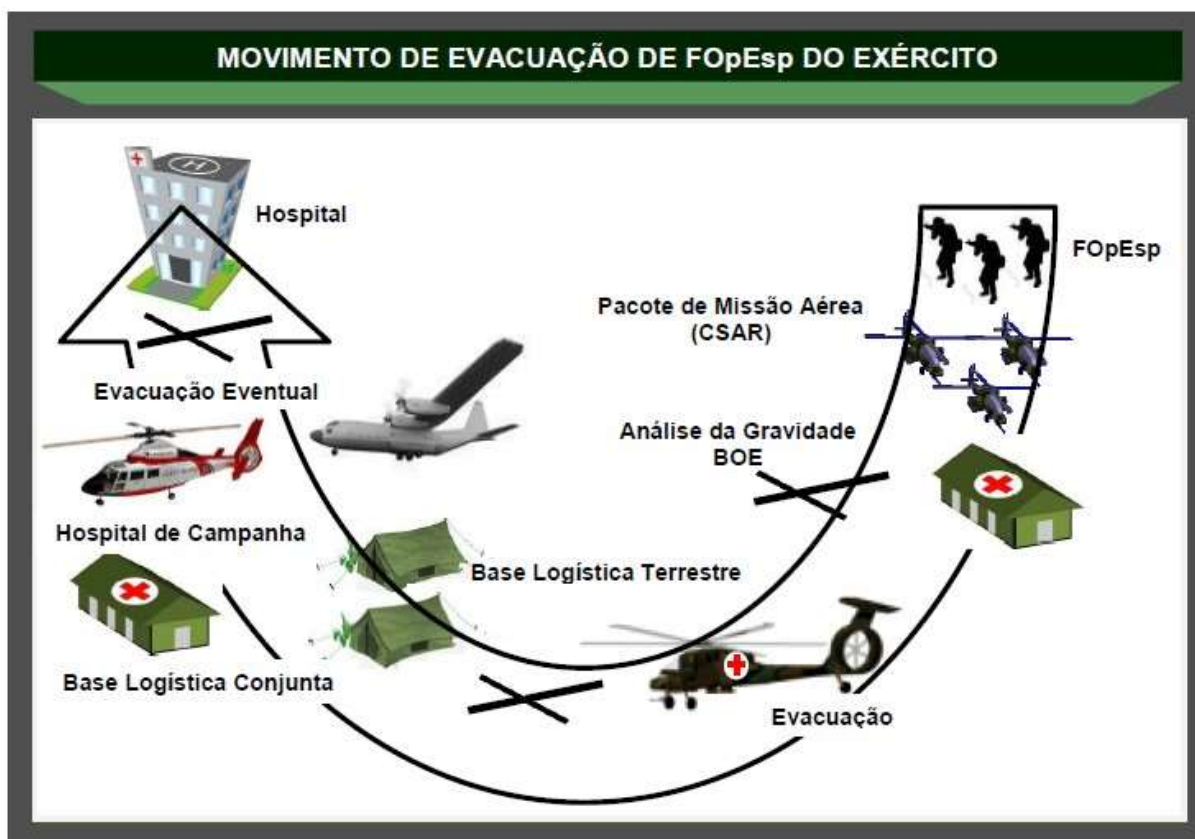 MOVIMENTO DE EVACUAÇÃO DE FOpEsp DO EXÉRCITO
Hospital
FOpEsp
Pacote de Missão Aérea
(CSAR)
Evacuação Eventual
Análise da Gravidade
BOE
Hospital de Campanha
Base Logística Terrestre
Base Logística Conjunta
Evacuação
H